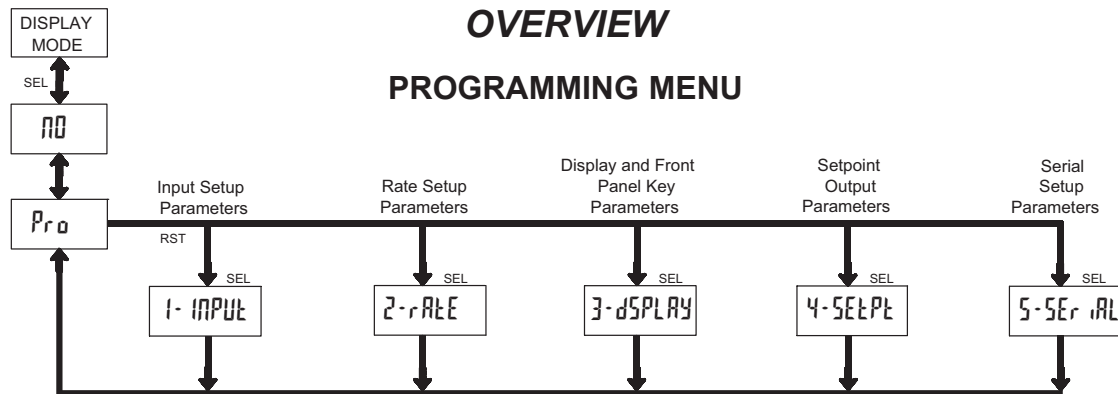 OVERVIEW
PROGRAMMING MENU
DISPLAY
MODE
SEL
NO
Pro
RST
Input Setup
Parameters
Rate Setup
Parameters
Display and Front
Panel Key
Parameters
Setpoint
Output
Parameters
Serial
Setup
Parameters
SEL
SEL
SEL
SEL
SEL
1-INPUt
2-rAtE
3-dSPLAY
4-SEtPt
5-SEriAL